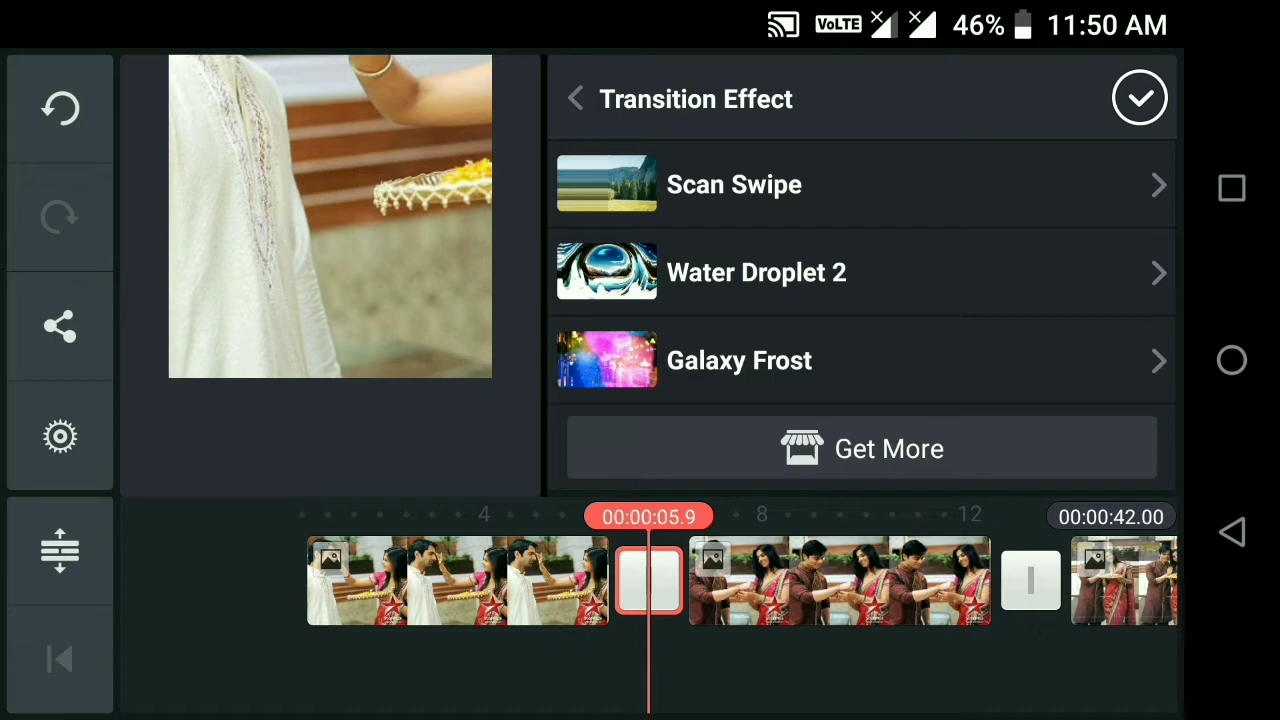 VoLTE 46% 11:50 AM
Transition Effect
Scan Swipe
Water Droplet 2
Galaxy Frost
Get More
4 00:00:05.9 8 12 00:00:42.00